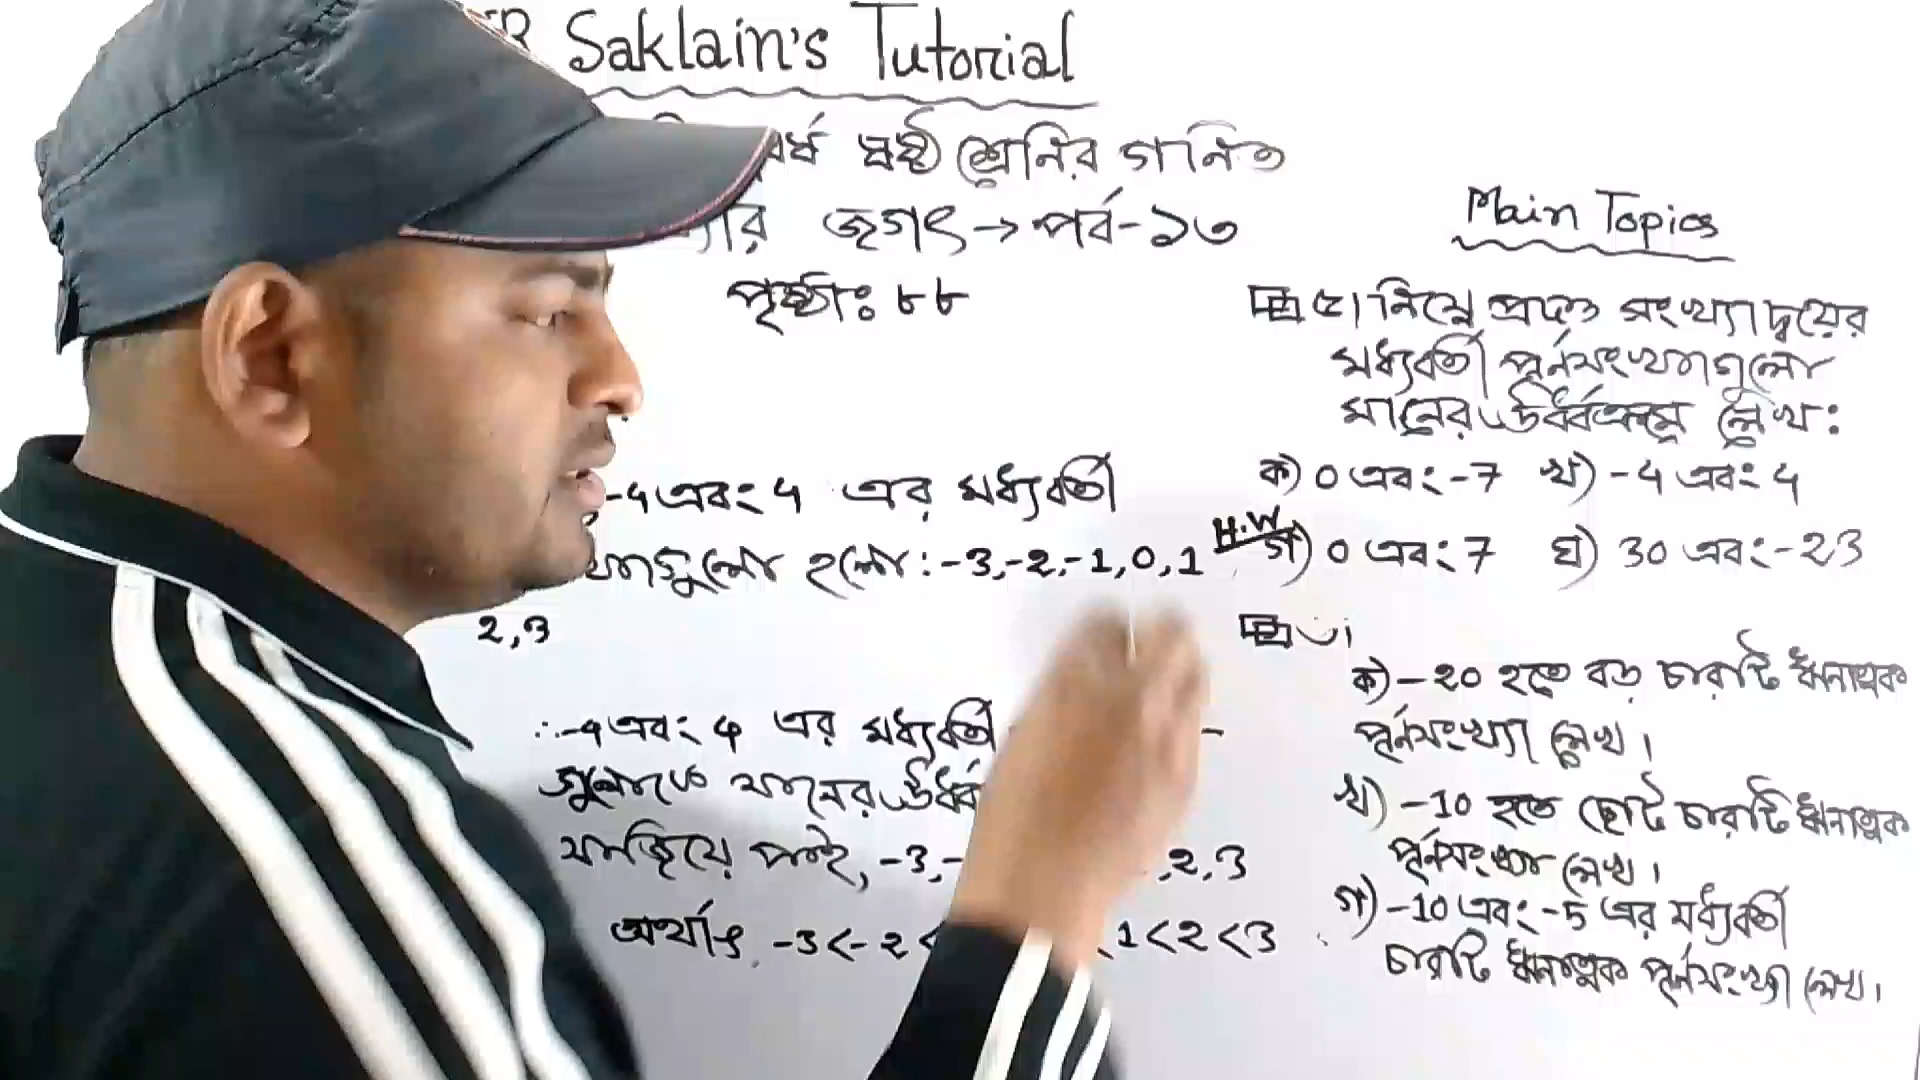 Saklain's Tutorial
বর্ষ ষষ্ঠ শ্রেনির গনিত
জগৎ → পর্ব-১৩
পৃষ্ঠাঃ ৮৮
-4 এবং 4 এর মধ্যবর্তী
গুলো হলো: -3, -2, -1, 0, 1
2, 3
∴ -4 এবং 4 এর মধ্যবর্তী
গুলোকে মানের ঊর্ধ্ব
সাজিয়ে পাই, -3, - , 2, 3
অর্থাৎ, -3 < -2 < 1 < 2 < 3
Main Topics
৫। নিম্নে প্রদত্ত সংখ্যাদ্বয়ের
মধ্যবর্তী পূর্নসংখ্যাগুলো
মানের ঊর্ধ্বক্রমে লেখ:
ক) 0 এবং -7 খ) -4 এবং 4
H.W গ) 0 এবং 7 ঘ) 30 এবং -23
৬।
ক) -20 হতে বড় চারটি ঋনাত্মক
পূর্নসংখ্যা লেখ।
খ) -10 হতে ছোট চারটি ঋনাত্মক
পূর্নসংখ্যা লেখ।
গ) -10 এবং -5 এর মধ্যবর্তী
চারটি ঋনাত্মক পূর্নসংখ্যা লেখ।